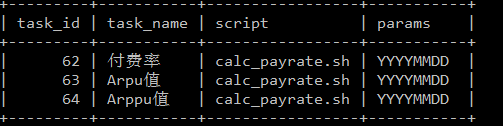 +---------+-----------+-----------------+----------+
| task_id | task_name | script          | params   |
+---------+-----------+-----------------+----------+
|      62 | 付费率    | calc_payrate.sh | YYYYMMDD |
|      63 | Arpu值    | calc_payrate.sh | YYYYMMDD |
|      64 | Arppu值   | calc_payrate.sh | YYYYMMDD |
+---------+-----------+-----------------+----------+